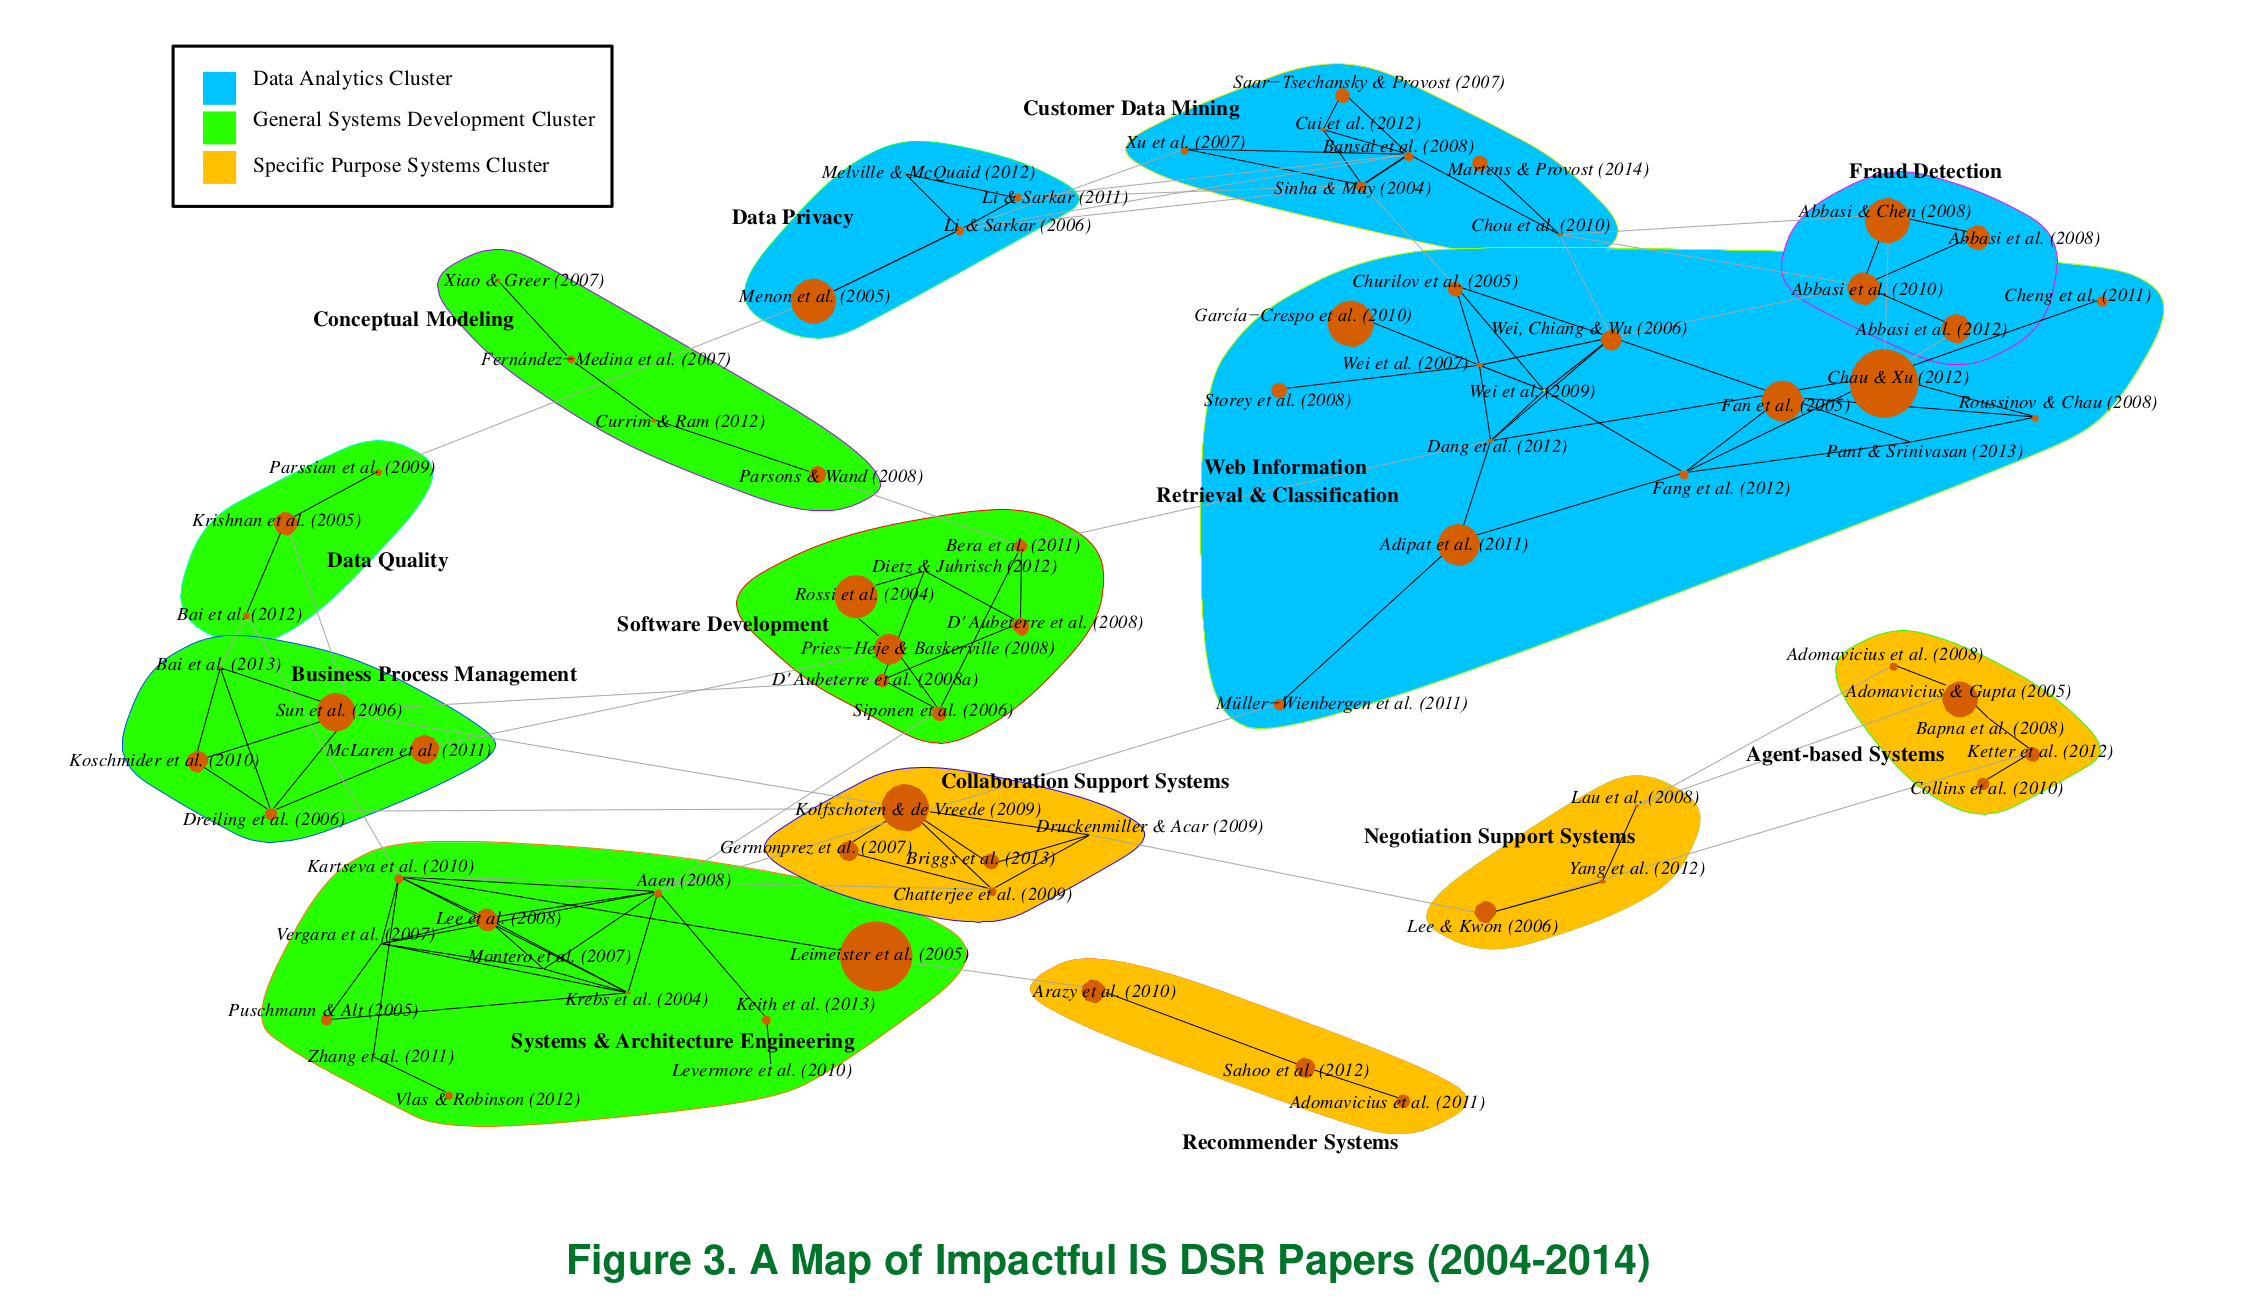 Data Analytics Cluster
General Systems Development Cluster
Specific Purpose Systems Cluster
Customer Data Mining
Saar−Tsechansky & Provost (2007)
Cui et al. (2012)
Xu et al. (2007)
Bansal et al. (2008)
Martens & Provost (2014)
Sinha & May (2004)
Chou et al. (2010)
Data Privacy
Melville & McQuaid (2012)
Li & Sarkar (2011)
Li & Sarkar (2006)
Menon et al. (2005)
Fraud Detection
Abbasi & Chen (2008)
Abbasi et al. (2008)
Abbasi et al. (2010)
Abbasi et al. (2012)
Conceptual Modeling
Xiao & Greer (2007)
Fernández−Medina et al. (2007)
Currim & Ram (2012)
Parsons & Wand (2008)
Churilov et al. (2005)
Cheng et al. (2011)
García−Crespo et al. (2010)
Wei, Chiang & Wu (2006)
Wei et al. (2007)
Wei et al. (2009)
Storey et al. (2008)
Chau & Xu (2012)
Fan et al. (2005)
Roussinov & Chau (2008)
Dang et al. (2012)
Pant & Srinivasan (2013)
Web Information
Retrieval & Classification
Fang et al. (2012)
Adipat et al. (2011)
Müller−Wienbergen et al. (2011)
Data Quality
Parssian et al. (2009)
Krishnan et al. (2005)
Bai et al. (2012)
Software Development
Bera et al. (2011)
Dietz & Juhrisch (2012)
Rossi et al. (2004)
D'Aubeterre et al. (2008)
Pries−Heje & Baskerville (2008)
D'Aubeterre et al. (2008a)
Siponen et al. (2006)
Business Process Management
Bai et al. (2013)
Sun et al. (2006)
McLaren et al. (2011)
Koschmider et al. (2010)
Dreiling et al. (2006)
Agent-based Systems
Adomavicius et al. (2008)
Adomavicius & Gupta (2005)
Bapna et al. (2008)
Ketter et al. (2012)
Collins et al. (2010)
Collaboration Support Systems
Kolfschoten & de Vreede (2009)
Druckenmiller & Acar (2009)
Germonprez et al. (2007)
Briggs et al. (2013)
Chatterjee et al. (2009)
Negotiation Support Systems
Lau et al. (2008)
Yang et al. (2012)
Lee & Kwon (2006)
Kartseva et al. (2010)
Aaen (2008)
Lee et al. (2008)
Vergara et al. (2007)
Montero et al. (2007)
Leimeister et al. (2005)
Krebs et al. (2004)
Keith et al. (2013)
Puschmann & Alt (2005)
Systems & Architecture Engineering
Zhang et al. (2011)
Levermore et al. (2010)
Vlas & Robinson (2012)
Arazy et al. (2010)
Sahoo et al. (2012)
Adomavicius et al. (2011)
Recommender Systems
Figure 3. A Map of Impactful IS DSR Papers (2004-2014)